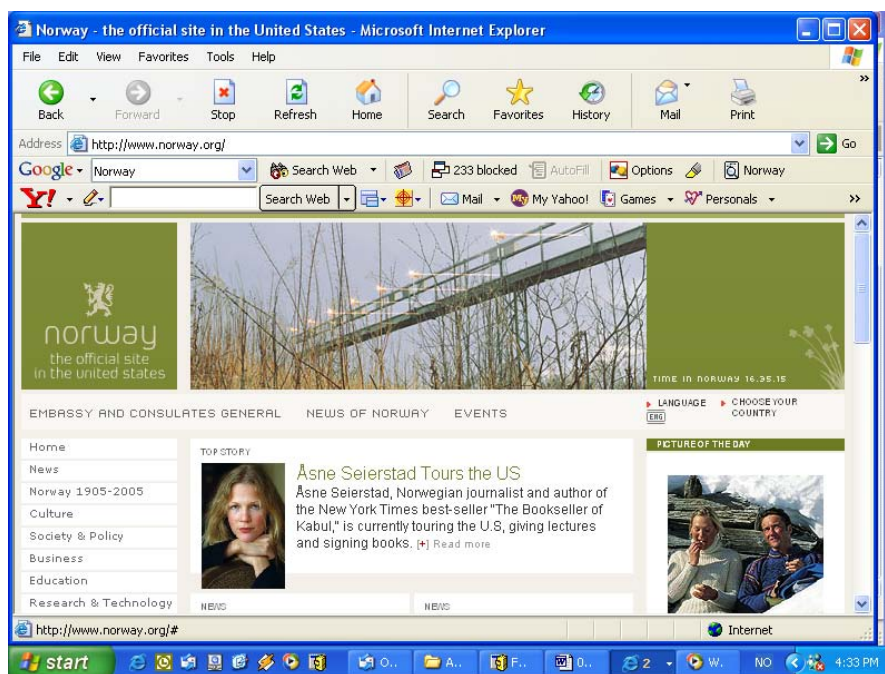 Norway - the official site in the United States - Microsoft Internet Explorer
File Edit View Favorites Tools Help
Back Forward Stop Refresh Home Search Favorites History Mail Print
Address http://www.norway.org/ Go
Google Norway Search Web 233 blocked AutoFill Options Norway
Y! Search Web Mail My My Yahoo! Games Personals
norway
the official site
in the united states
TIME IN NORWAY 16.35.15
EMBASSY AND CONSULATES GENERAL NEWS OF NORWAY EVENTS
LANGUAGE CHOOSE YOUR
ENG COUNTRY
Home
News
Norway 1905-2005
Culture
Society & Policy
Business
Education
Research & Technology
TOP STORY
Åsne Seierstad Tours the US
Åsne Seierstad, Norwegian journalist and author of
the New York Times best-seller "The Bookseller of
Kabul," is currently touring the U.S, giving lectures
and signing books. [+] Read more
NEWS NEWS
PICTURE OF THE DAY
http://www.norway.org/# Internet
start O.. A.. F.. 0.. 2 W.. NO 4:33 PM